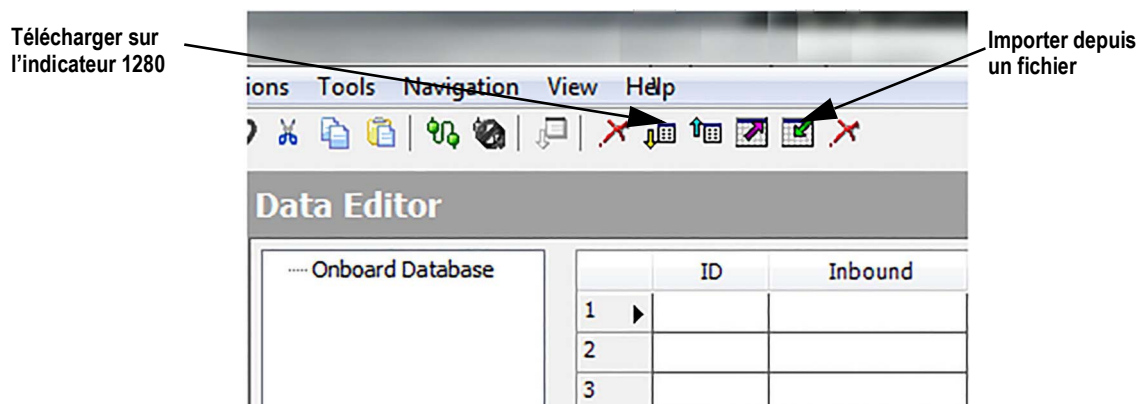 Télécharger sur
l'indicateur 1280
Importer depuis
un fichier
ions Tools Navigation View Help
Data Editor
Onboard Database
ID Inbound
1
2
3